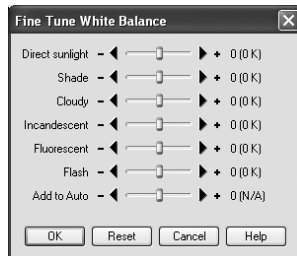 Fine Tune White Balance
Direct sunlight - + 0 (0 K)
Shade - + 0 (0 K)
Cloudy - + 0 (0 K)
Incandescent - + 0 (0 K)
Fluorescent - + 0 (0 K)
Flash - + 0 (0 K)
Add to Auto - + 0 (N/A)
OK Reset Cancel Help